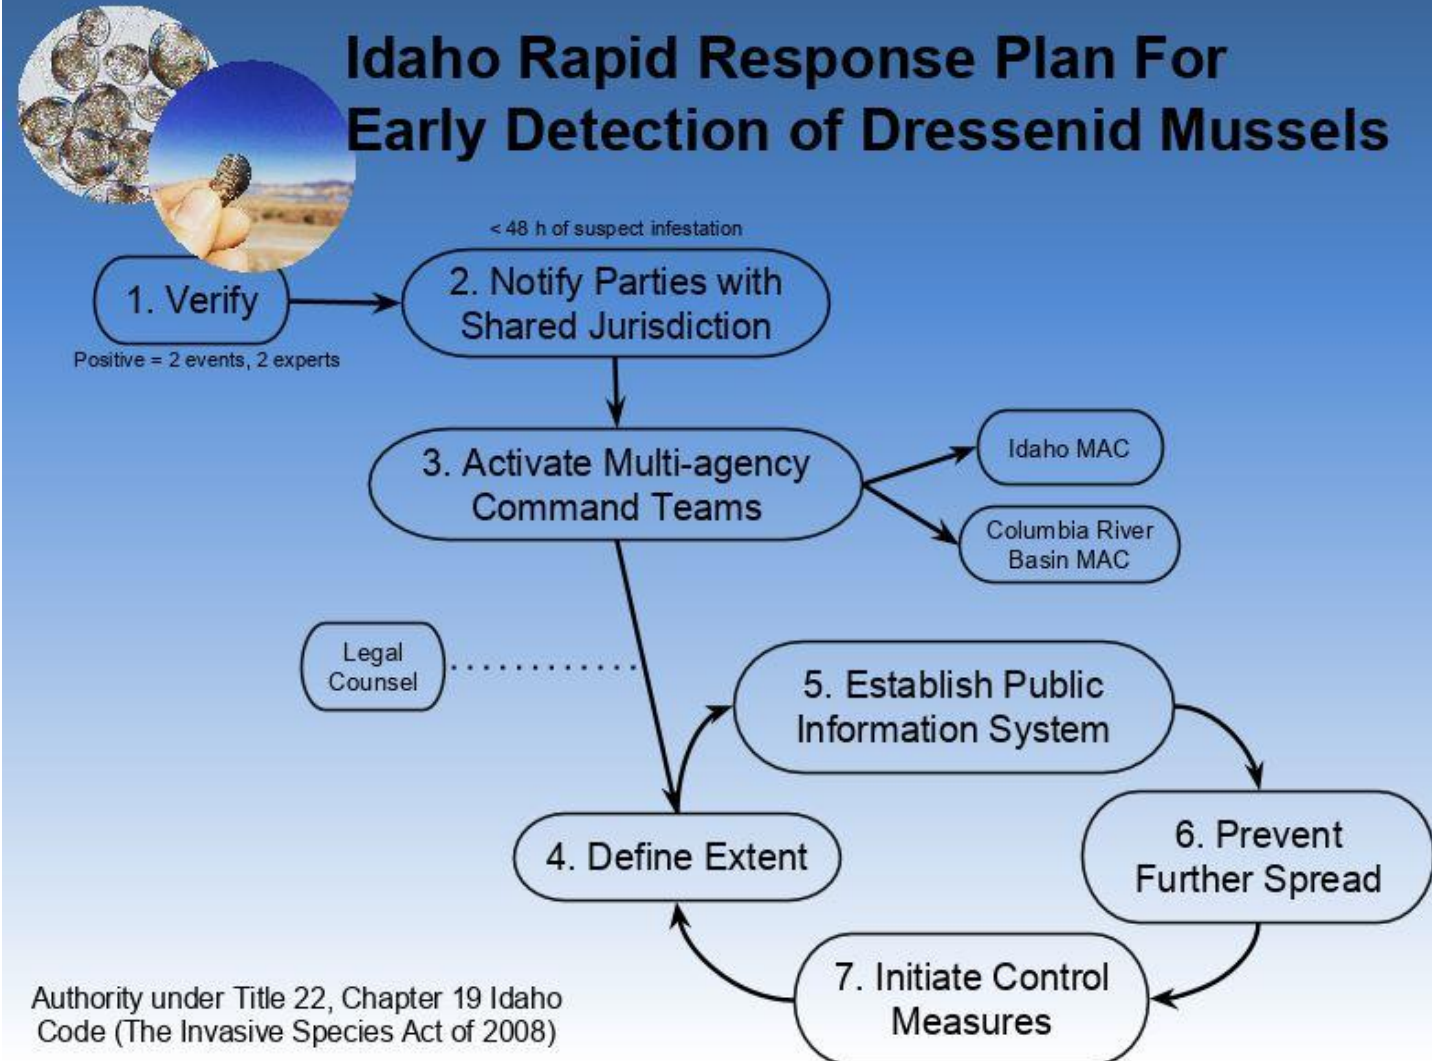 Idaho Rapid Response Plan For
Early Detection of Dressenid Mussels
< 48 h of suspect infestation
1. Verify
Positive = 2 events, 2 experts
2. Notify Parties with
Shared Jurisdiction
3. Activate Multi-agency
Command Teams
Idaho MAC
Columbia River
Basin MAC
Legal
Counsel
4. Define Extent
5. Establish Public
Information System
6. Prevent
Further Spread
7. Initiate Control
Measures
Authority under Title 22, Chapter 19 Idaho
Code (The Invasive Species Act of 2008)